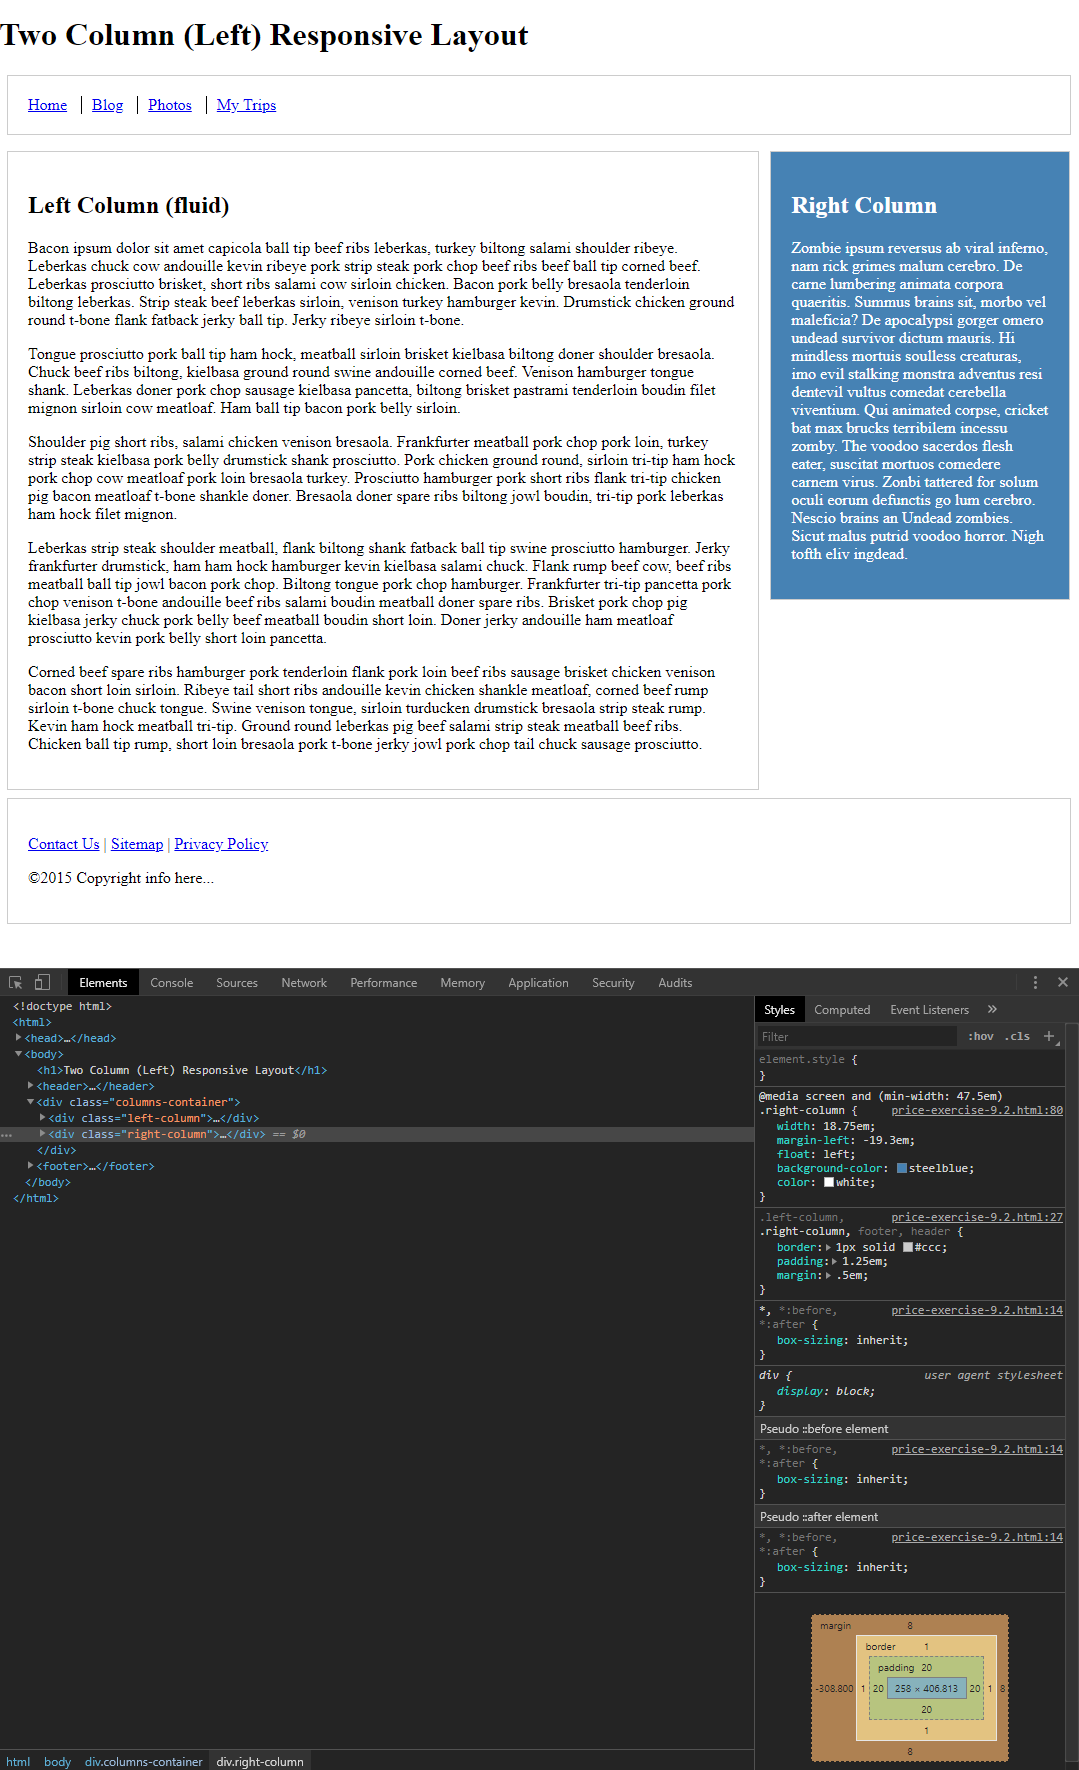 Two Column (Left) Responsive Layout
Home
Blog
Photos
My Trips
Left Column (fluid)
Bacon ipsum dolor sit amet capicola ball tip beef ribs leberkas, turkey biltong salami shoulder ribeye.
Leberkas chuck cow andouille kevin ribeye pork strip steak pork chop beef ribs beef ball tip corned beef.
Leberkas prosciutto brisket, short ribs salami cow sirloin chicken. Bacon pork belly bresaola tenderloin
biltong leberkas. Strip steak beef leberkas sirloin, venison turkey hamburger kevin. Drumstick chicken ground
round t-bone flank fatback jerky ball tip. Jerky ribeye sirloin t-bone.
Tongue prosciutto pork ball tip ham hock, meatball sirloin brisket kielbasa biltong doner shoulder bresaola.
Chuck beef ribs biltong, kielbasa ground round swine andouille corned beef. Venison hamburger tongue
shank. Leberkas doner pork chop sausage kielbasa pancetta, biltong brisket pastrami tenderloin boudin filet
mignon sirloin cow meatloaf. Ham ball tip bacon pork belly sirloin.
Shoulder pig short ribs, salami chicken venison bresaola. Frankfurter meatball pork chop pork loin, turkey
strip steak kielbasa pork belly drumstick shank prosciutto. Pork chicken ground round, sirloin tri-tip ham hock
pork chop cow meatloaf pork loin bresaola turkey. Prosciutto hamburger pork short ribs flank tri-tip chicken
pig bacon meatloaf t-bone shankle doner. Bresaola doner spare ribs biltong jowl boudin, tri-tip pork leberkas
ham hock filet mignon.
Leberkas strip steak shoulder meatball, flank biltong shank fatback ball tip swine prosciutto hamburger. Jerky
frankfurter drumstick, ham ham hock hamburger kevin kielbasa salami chuck. Flank rump beef cow, beef ribs
meatball ball tip jowl bacon pork chop. Biltong tongue pork chop hamburger. Frankfurter tri-tip pancetta pork
chop venison t-bone andouille beef ribs salami boudin meatball doner spare ribs. Brisket pork chop pig
kielbasa jerky chuck pork belly beef meatball boudin short loin. Doner jerky andouille ham meatloaf
prosciutto kevin pork belly short loin pancetta.
Corned beef spare ribs hamburger pork tenderloin flank pork loin beef ribs sausage brisket chicken venison
bacon short loin sirloin. Ribeye tail short ribs andouille kevin chicken shankle meatloaf, corned beef rump
sirloin t-bone chuck tongue. Swine venison tongue, sirloin turducken drumstick bresaola strip steak rump.
Kevin ham hock meatball tri-tip. Ground round leberkas pig beef salami strip steak meatball beef ribs.
Chicken ball tip rump, short loin bresaola pork t-bone jerky jowl pork chop tail chuck sausage prosciutto.
Right Column
Zombie ipsum reversus ab viral inferno,
nam rick grimes malum cerebro. De
carne lumbering animata corpora
quaeritis. Summus brains sit, morbo vel
maleficia? De apocalypsi gorger omero
undead survivor dictum mauris. Hi
mindless mortuis soulless creaturas,
imo evil stalking monstra adventus resi
dentevil vultus comedat cerebella
viventium. Qui animated corpse, cricket
bat max brucks terribilem incessu
zomby. The voodoo sacerdos flesh
eater, suscitat mortuos comedere
carnem virus. Zonbi tattered for solum
oculi eorum defunctis go lum cerebro.
Nescio brains an Undead zombies.
Sicut malus putrid voodoo horror. Nigh
tofth eliv ingdead.
Contact Us | Sitemap | Privacy Policy
©2015 Copyright info here...
Elements Console Sources Network Performance Memory Application Security Audits
<!doctype html>
<html>
<head>…</head>
<body>
<h1>Two Column (Left) Responsive Layout</h1>
<header>…</header>
<div class="columns-container">
<div class="left-column">…</div>
<div class="right-column">…</div> == $0
</div>
<footer>…</footer>
</body>
</html>
html body div.columns-container div.right-column
Styles Computed Event Listeners »
Filter :hov .cls +
element.style {
}
@media screen and (min-width: 47.5em)
.right-column { price-exercise-9.2.html:80
width: 18.75em;
margin-left: -19.3em;
float: left;
background-color: steelblue;
color: white;
}
.left-column, price-exercise-9.2.html:27
.right-column, footer, header {
border: 1px solid #ccc;
padding: 1.25em;
margin: .5em;
}
*, *:before, price-exercise-9.2.html:14
*:after {
box-sizing: inherit;
}
div { user agent stylesheet
display: block;
}
Pseudo ::before element
*, *:before, price-exercise-9.2.html:14
*:after {
box-sizing: inherit;
}
Pseudo ::after element
*, *:before, price-exercise-9.2.html:14
*:after {
box-sizing: inherit;
}
margin 8
border 1
padding 20
-308.800 1 20 258 × 406.813 20 1 8
20
1
8